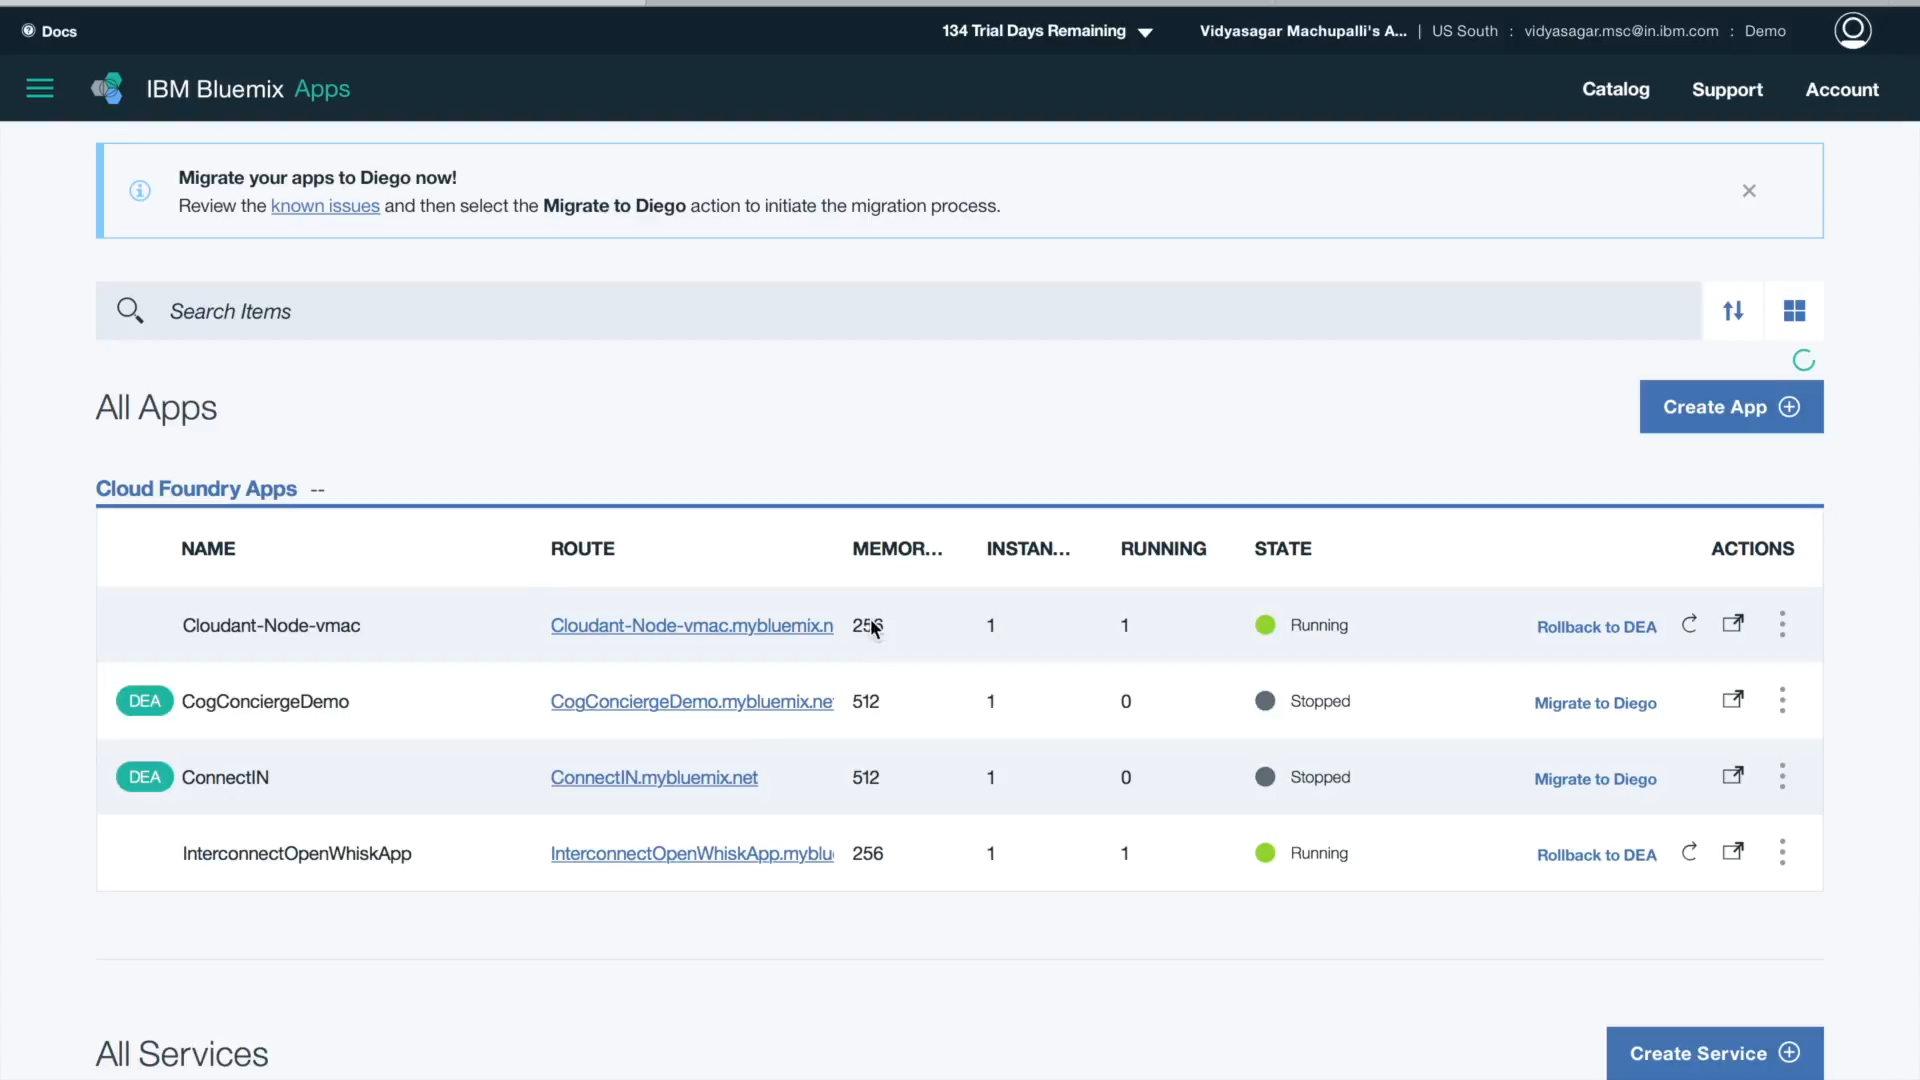 Docs
134 Trial Days Remaining
Vidyasagar Machupalli's A... | US South : vidyasagar.msc@in.ibm.com : Demo
IBM Bluemix Apps
Catalog Support Account
Migrate your apps to Diego now!
Review the known issues and then select the Migrate to Diego action to initiate the migration process.
Search Items
All Apps
Create App
Cloud Foundry Apps --
NAME ROUTE MEMOR... INSTAN... RUNNING STATE ACTIONS
Cloudant-Node-vmac Cloudant-Node-vmac.mybluemix.n 256 1 1 Running Rollback to DEA
DEA CogConciergeDemo CogConciergeDemo.mybluemix.net 512 1 0 Stopped Migrate to Diego
DEA ConnectIN ConnectIN.mybluemix.net 512 1 0 Stopped Migrate to Diego
InterconnectOpenWhiskApp InterconnectOpenWhiskApp.myblu 256 1 1 Running Rollback to DEA
All Services
Create Service